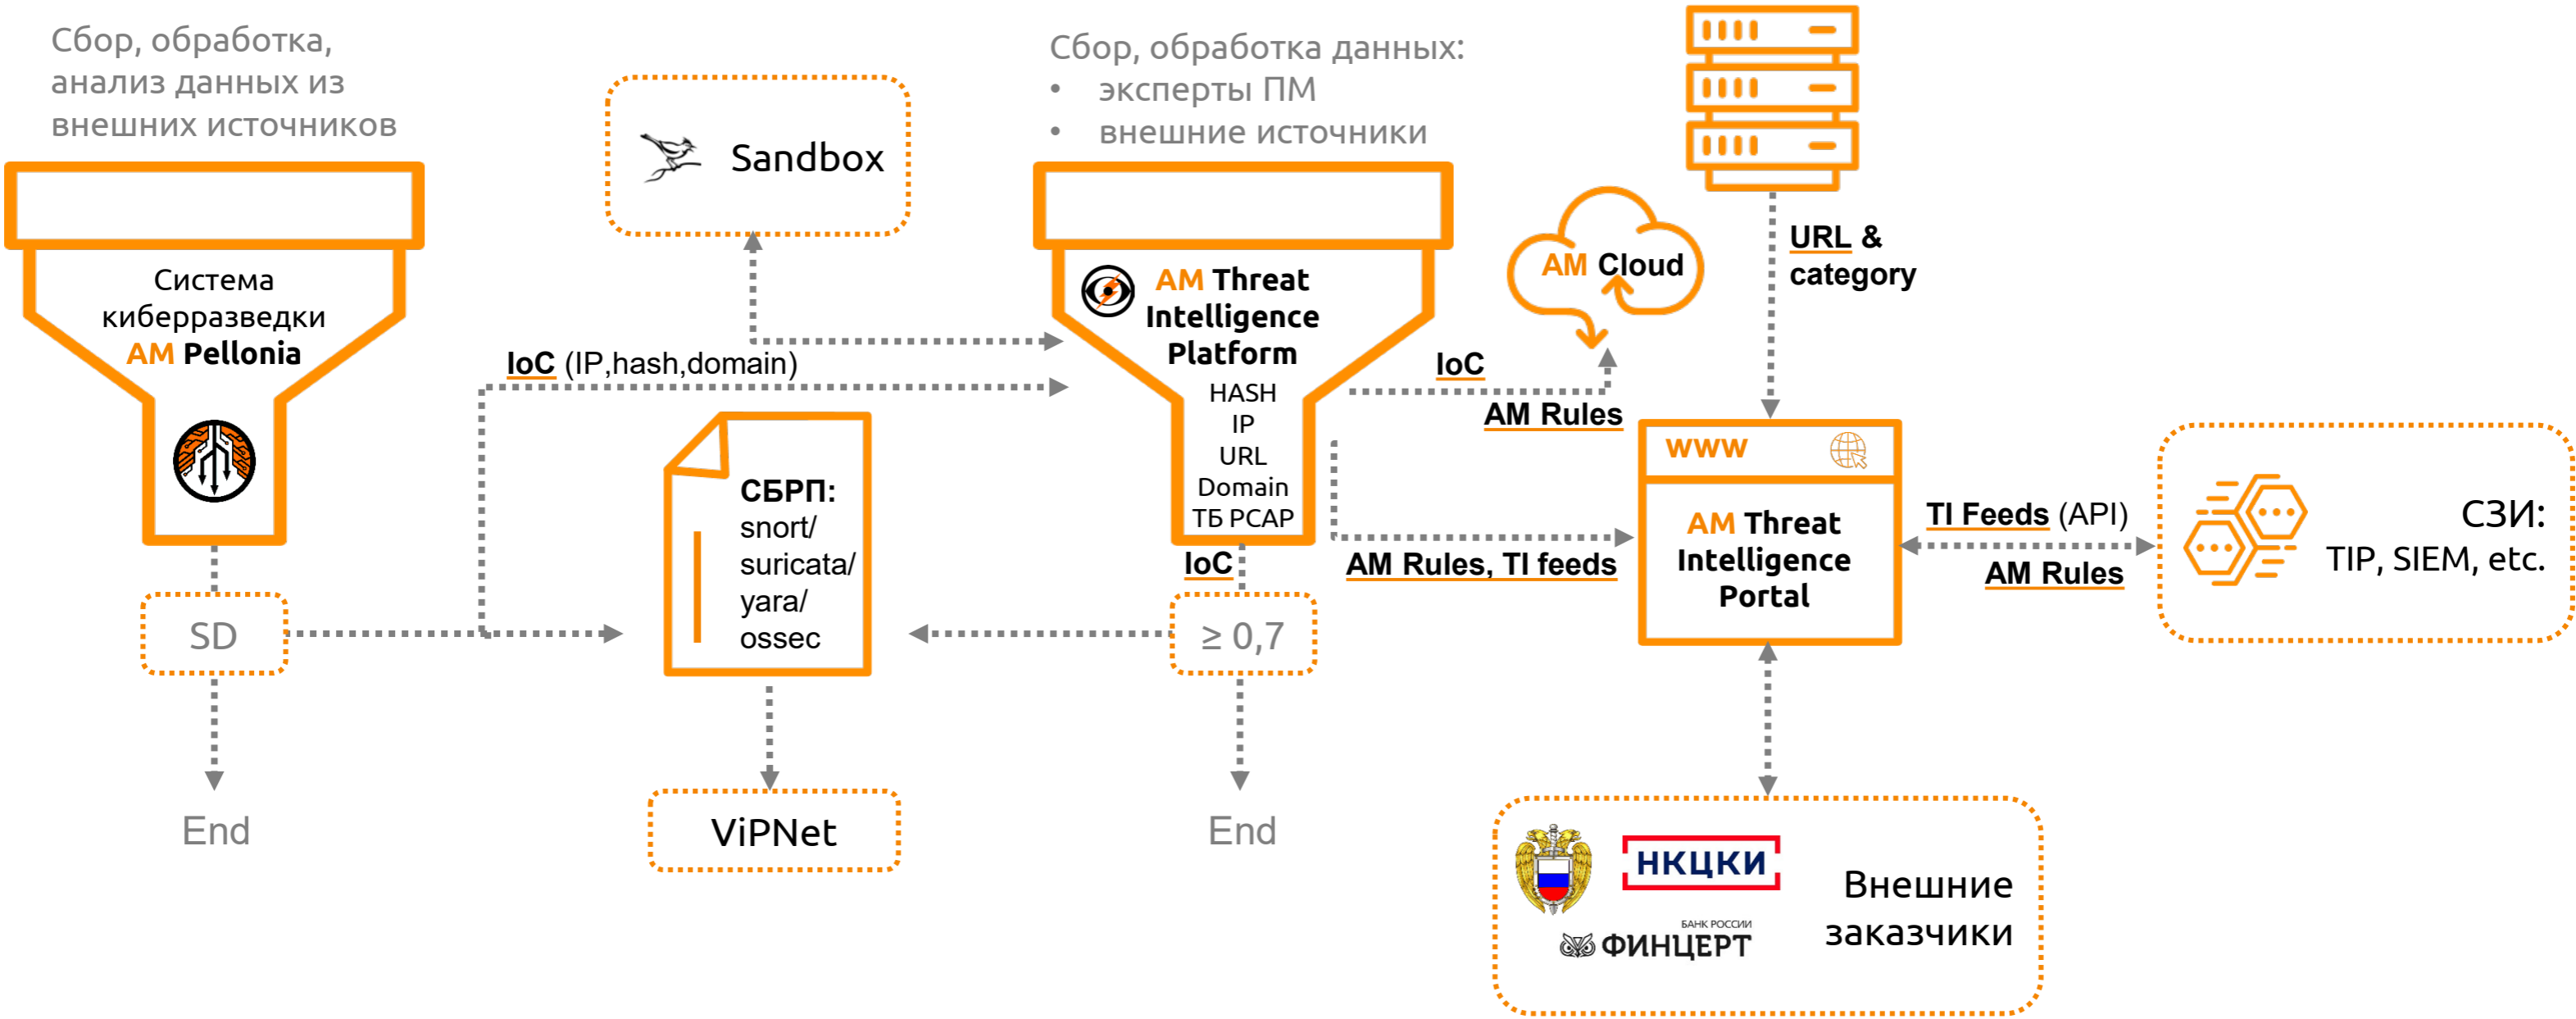 Сбор, обработка,
анализ данных из
внешних источников
Система
киберразведки
AM Pellonia
SD
End
Sandbox
IoC (IP,hash,domain)
СБРП:
snort/
suricata/
yara/
ossec
ViPNet
Сбор, обработка данных:
• эксперты ПМ
• внешние источники
AM Threat
Intelligence
Platform
HASH
IP
URL
Domain
ТБ PCAP
IoC
≥ 0,7
End
AM Cloud
IoC
AM Rules
AM Rules, TI feeds
URL &
category
WWW
AM Threat
Intelligence
Portal
TI Feeds (API)
AM Rules
СЗИ:
TIP, SIEM, etc.
НКЦКИ
БАНК РОССИИ
ФИНЦЕРТ
Внешние
заказчики